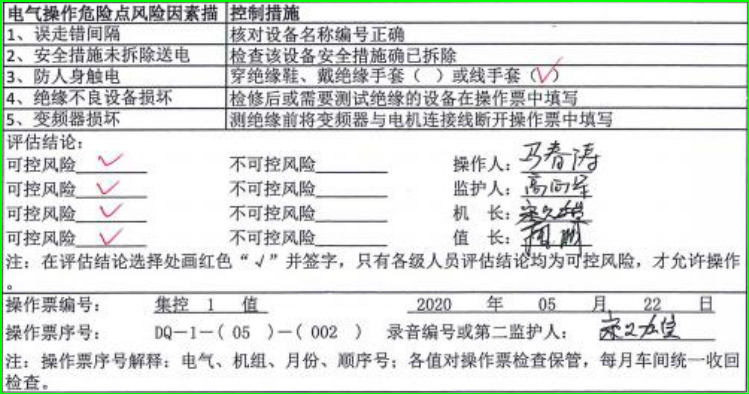 电气操作危险点风险因素描 控制措施
1、误走错间隔 核对设备名称编号正确
2、安全措施未拆除送电 检查该设备安全措施确已拆除
3、防人身触电 穿绝缘鞋、戴绝缘手套（ ）或线手套（√）
4、绝缘不良设备损坏 检修后或需要测试绝缘的设备在操作票中填写
5、变频器损坏 测绝缘前将变频器与电机连接线断开操作票中填写
评估结论：
可控风险 √ 不可控风险 操作人：马春涛
可控风险 √ 不可控风险 监护人：
可控风险 √ 不可控风险 机 长：
可控风险 √ 不可控风险 值 长：
注：在评估结论选择处画红色“√”并签字，只有各级人员评估结论均为可控风险，才允许操作
。
操作票编号： 集控 1 值 2020 年 05 月 22 日
操作票序号： DQ－1－( 05 )－( 002 ) 录音编号或第二监护人：
注：操作票序号解释：电气、机组、月份、顺序号；各值对操作票检查保管，每月车间统一收回
检查。